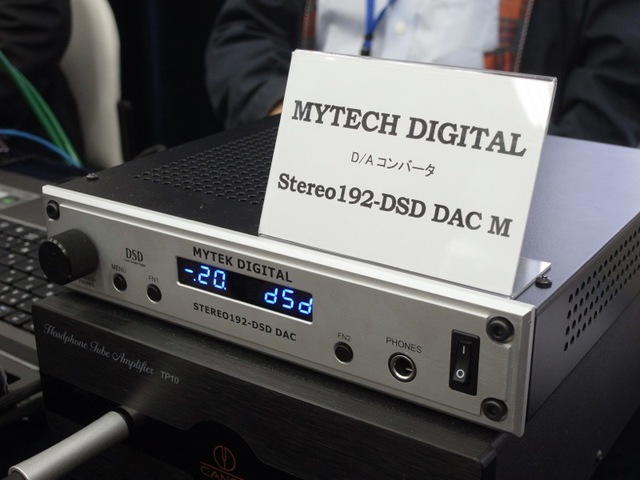 MYTECH DIGITAL
D/Aコンバータ
Stereo192-DSD DAC M
DSD
MYTEK DIGITAL
MENU
FN1
-.20. dSd
STEREO192-DSD DAC
FN2
PHONES
Headphone Tube Amplifier
TP10